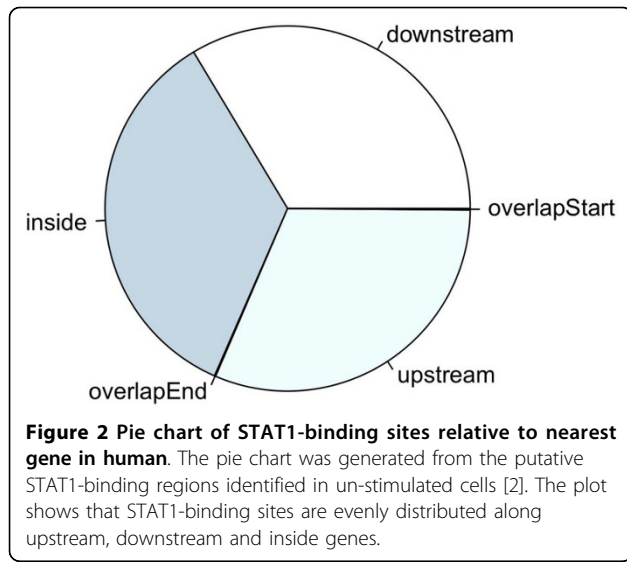 downstream
overlapStart
inside
upstream
overlapEnd
Figure 2 Pie chart of STAT1-binding sites relative to nearest
gene in human. The pie chart was generated from the putative
STAT1-binding regions identified in un-stimulated cells [2]. The plot
shows that STAT1-binding sites are evenly distributed along
upstream, downstream and inside genes.